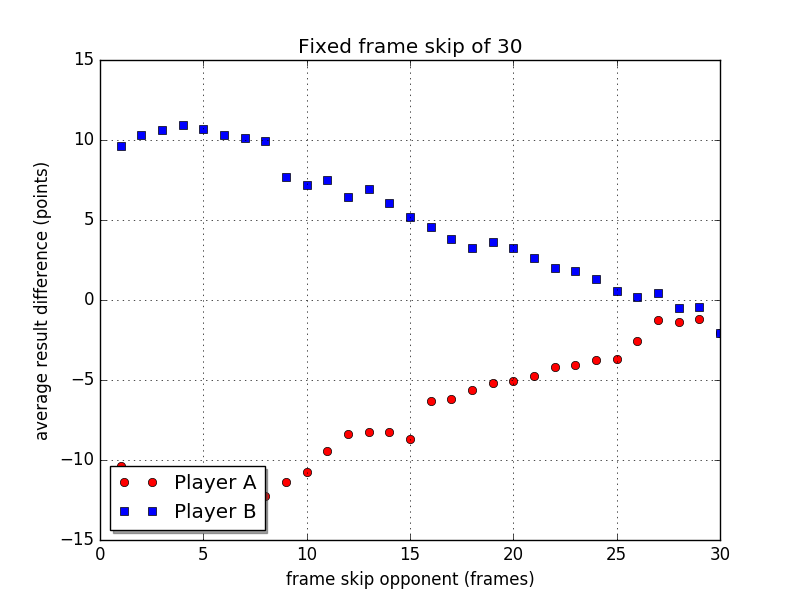 Fixed frame skip of 30
15
10
5
0
−5
−10
−15
average result difference (points)
Player A
Player B
0 5 10 15 20 25 30
frame skip opponent (frames)